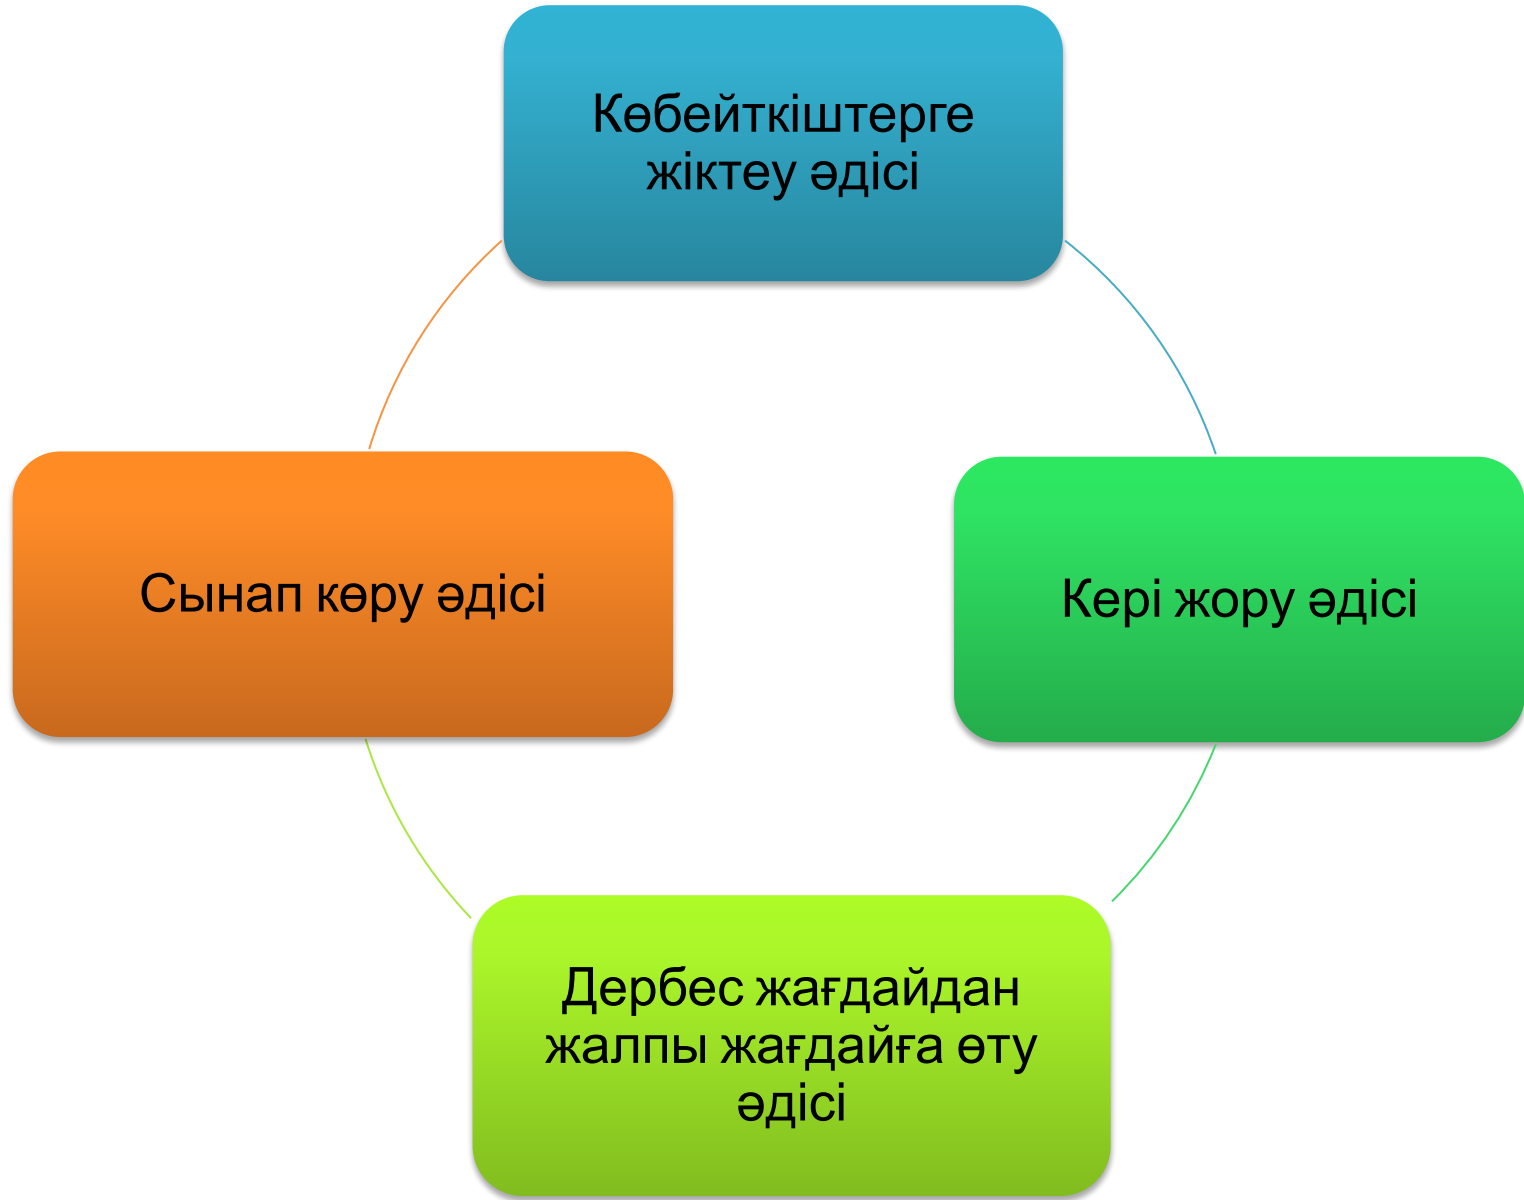 Көбейткіштерге
жіктеу әдісі
Сынап көру әдісі
Кері жору әдісі
Дербес жағдайдан
жалпы жағдайға өту
әдісі